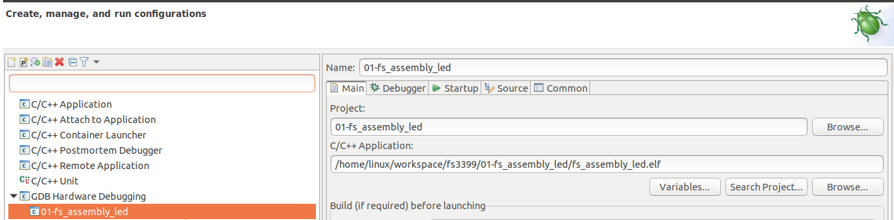 Create, manage, and run configurations
Name: 01-fs_assembly_led
Main Debugger Startup Source Common
Project:
01-fs_assembly_led Browse...
C/C++ Application:
/home/linux/workspace/fs3399/01-fs_assembly_led/fs_assembly_led.elf
Variables... Search Project... Browse...
Build (if required) before launching
C/C++ Application
C/C++ Attach to Application
C/C++ Container Launcher
C/C++ Postmortem Debugger
C/C++ Remote Application
C/C++ Unit
GDB Hardware Debugging
01-fs_assembly_led